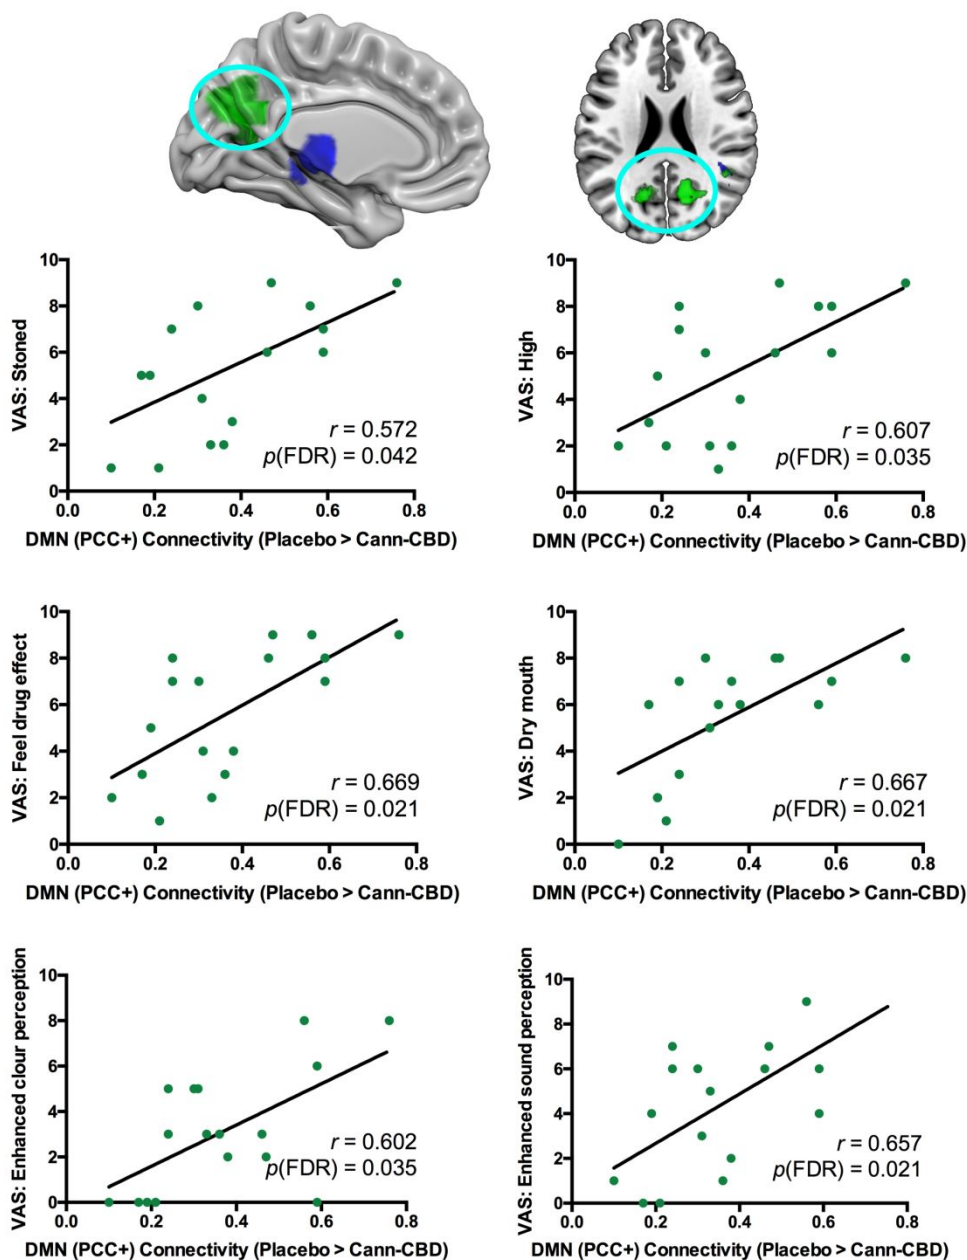 10
8
6
4
2
0
VAS: Stoned
r = 0.572
p(FDR) = 0.042
0.0 0.2 0.4 0.6 0.8
DMN (PCC+) Connectivity (Placebo > Cann-CBD)
10
8
6
4
2
0
VAS: High
r = 0.607
p(FDR) = 0.035
0.0 0.2 0.4 0.6 0.8
DMN (PCC+) Connectivity (Placebo > Cann-CBD)
10
8
6
4
2
0
VAS: Feel drug effect
r = 0.669
p(FDR) = 0.021
0.0 0.2 0.4 0.6 0.8
DMN (PCC+) Connectivity (Placebo > Cann-CBD)
10
8
6
4
2
0
VAS: Dry mouth
r = 0.667
p(FDR) = 0.021
0.0 0.2 0.4 0.6 0.8
DMN (PCC+) Connectivity (Placebo > Cann-CBD)
10
8
6
4
2
0
VAS: Enhanced clour perception
r = 0.602
p(FDR) = 0.035
0.0 0.2 0.4 0.6 0.8
DMN (PCC+) Connectivity (Placebo > Cann-CBD)
10
8
6
4
2
0
VAS: Enhanced sound perception
r = 0.657
p(FDR) = 0.021
0.0 0.2 0.4 0.6 0.8
DMN (PCC+) Connectivity (Placebo > Cann-CBD)